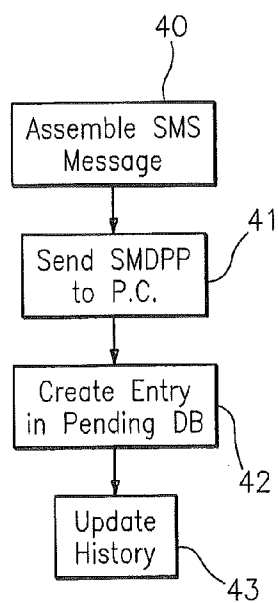 40
Assemble SMS
Message
41
Send SMDPP
to P.C.
Create Entry
in Pending DB
42
Update
History
43